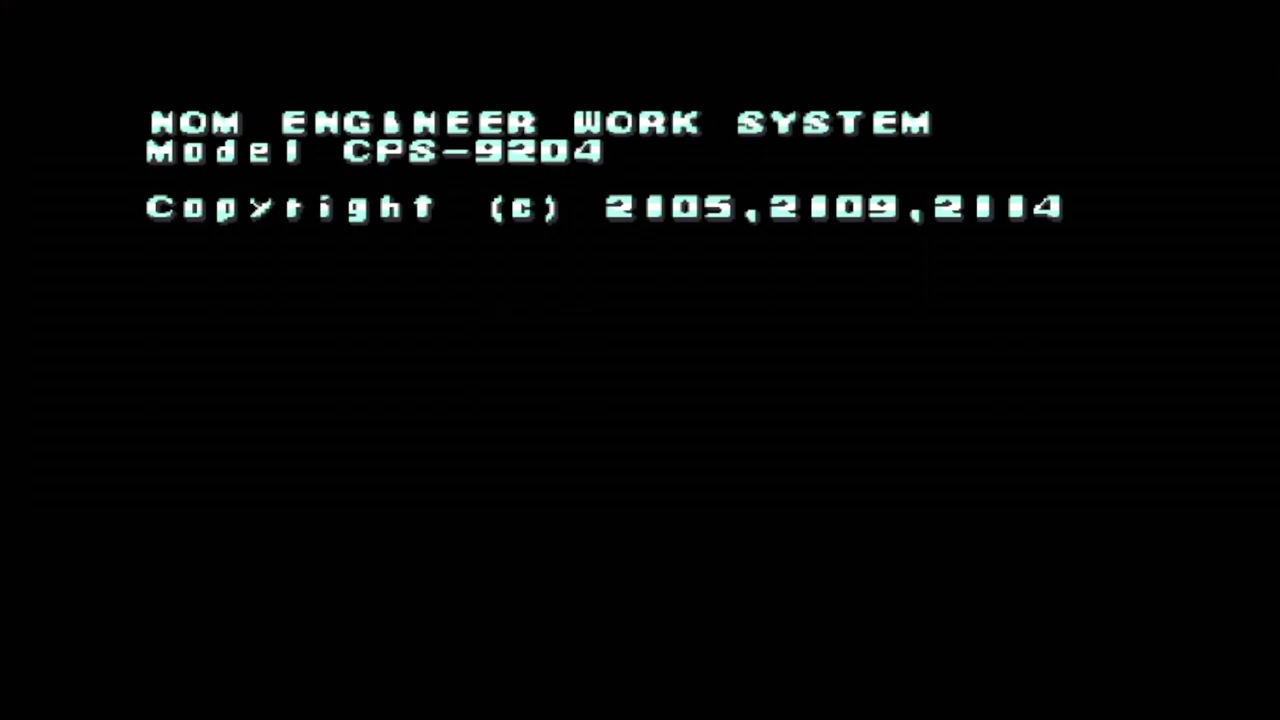 NOM ENGINEER WORK SYSTEM
Model CPS-9204
Copyright (c) 2105,2109,2114